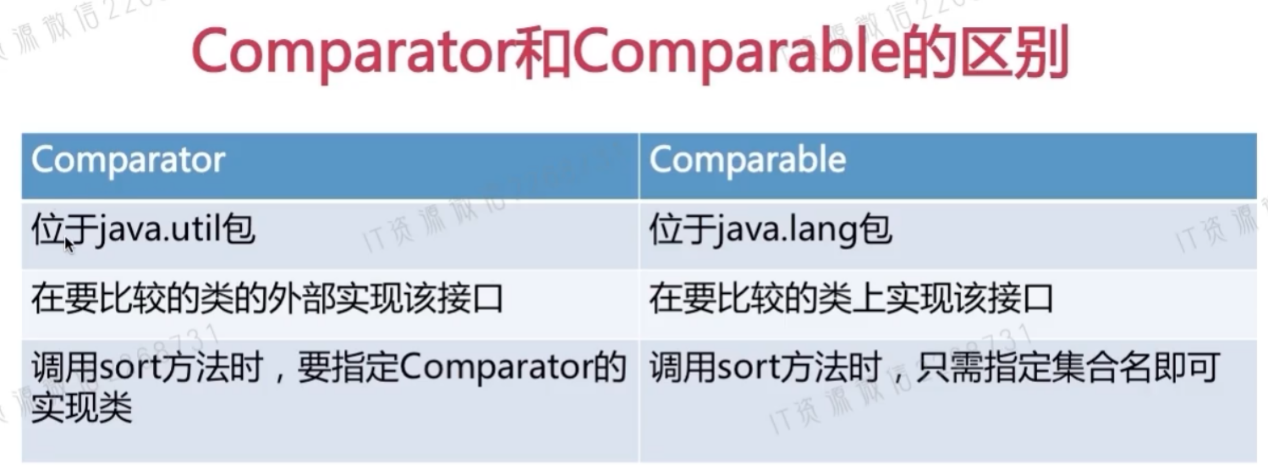 Comparator和Comparable的区别
Comparator
Comparable
位于java.util包
位于java.lang包
在要比较的类的外部实现该接口
在要比较的类上实现该接口
调用sort方法时，要指定Comparator的
实现类
调用sort方法时，只需指定集合名即可